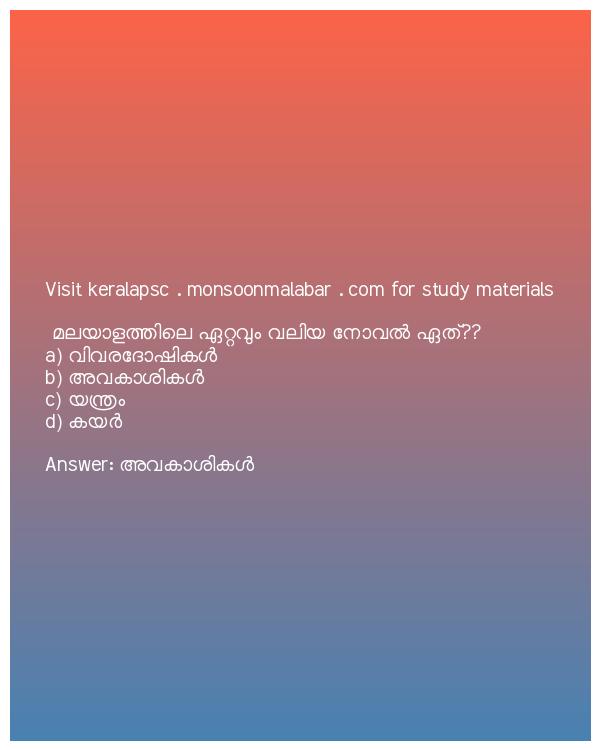 Visit keralapsc . monsoonmalabar . com for study materials
മലയാളത്തിലെ ഏറ്റവും വലിയ നോവൽ ഏത്??
a) വിവരദോഷികൾ
b) അവകാശികൾ
c) യന്ത്രം
d) കയർ
Answer: അവകാശികൾ